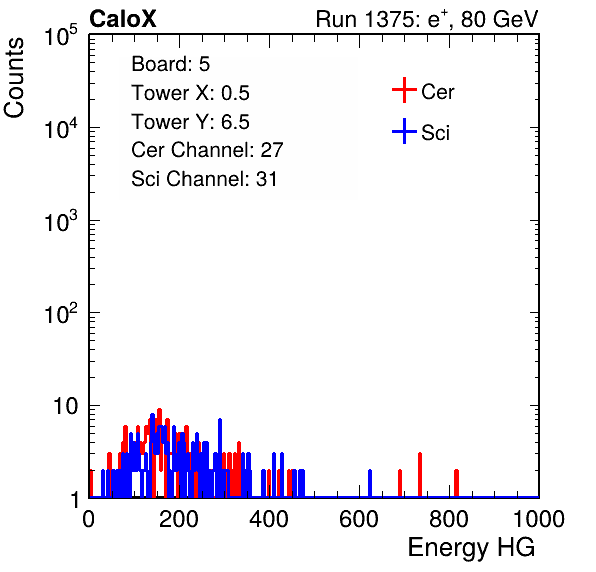 CaloX Run 1375: e⁺, 80 GeV
Counts
10⁵
10⁴
10³
10²
10
1
Board: 5
Tower X: 0.5
Tower Y: 6.5
Cer Channel: 27
Sci Channel: 31
Cer
Sci
0 200 400 600 800 1000
Energy HG